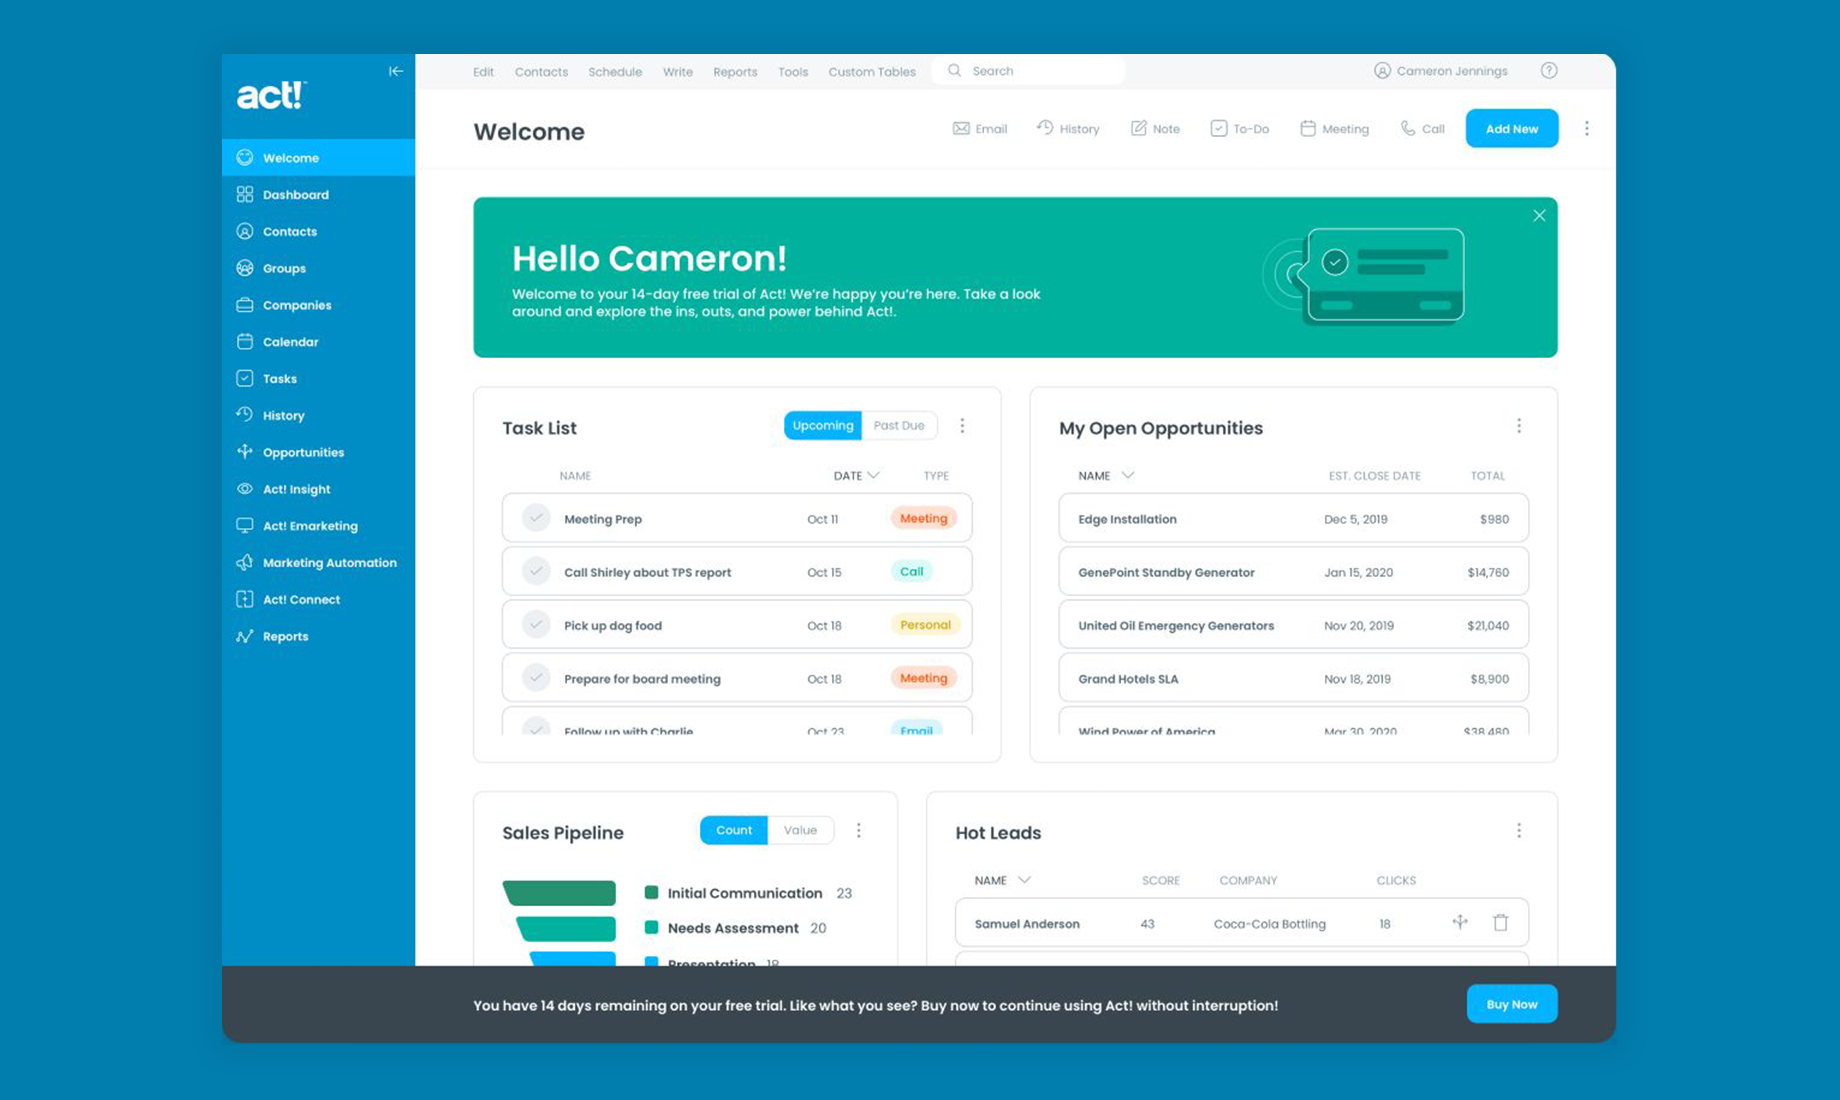 act!
Edit Contacts Schedule Write Reports Tools Custom Tables Search Cameron Jennings ?
Welcome
Dashboard
Contacts
Groups
Companies
Calendar
Tasks
History
Opportunities
Act! Insight
Act! Emarketing
Marketing Automation
Act! Connect
Reports
Welcome Email History Note To-Do Meeting Call Add New
Hello Cameron!
Welcome to your 14-day free trial of Act! We're happy you're here. Take a look
around and explore the ins, outs, and power behind Act!.
Task List Upcoming Past Due
NAME DATE TYPE
Meeting Prep Oct 11 Meeting
Call Shirley about TPS report Oct 15 Call
Pick up dog food Oct 18 Personal
Prepare for board meeting Oct 18 Meeting
Follow up with Charlie Oct 23 Email
My Open Opportunities
NAME EST. CLOSE DATE TOTAL
Edge Installation Dec 5, 2019 $980
GenePoint Standby Generator Jan 15, 2020 $14,760
United Oil Emergency Generators Nov 20, 2019 $21,040
Grand Hotels SLA Nov 18, 2019 $8,900
Wind Power of America Mar 30, 2020 $38,480
Sales Pipeline Count Value
Initial Communication 23
Needs Assessment 20
Presentation 18
Hot Leads
NAME SCORE COMPANY CLICKS
Samuel Anderson 43 Coca-Cola Bottling 18
You have 14 days remaining on your free trial. Like what you see? Buy now to continue using Act! without interruption! Buy Now